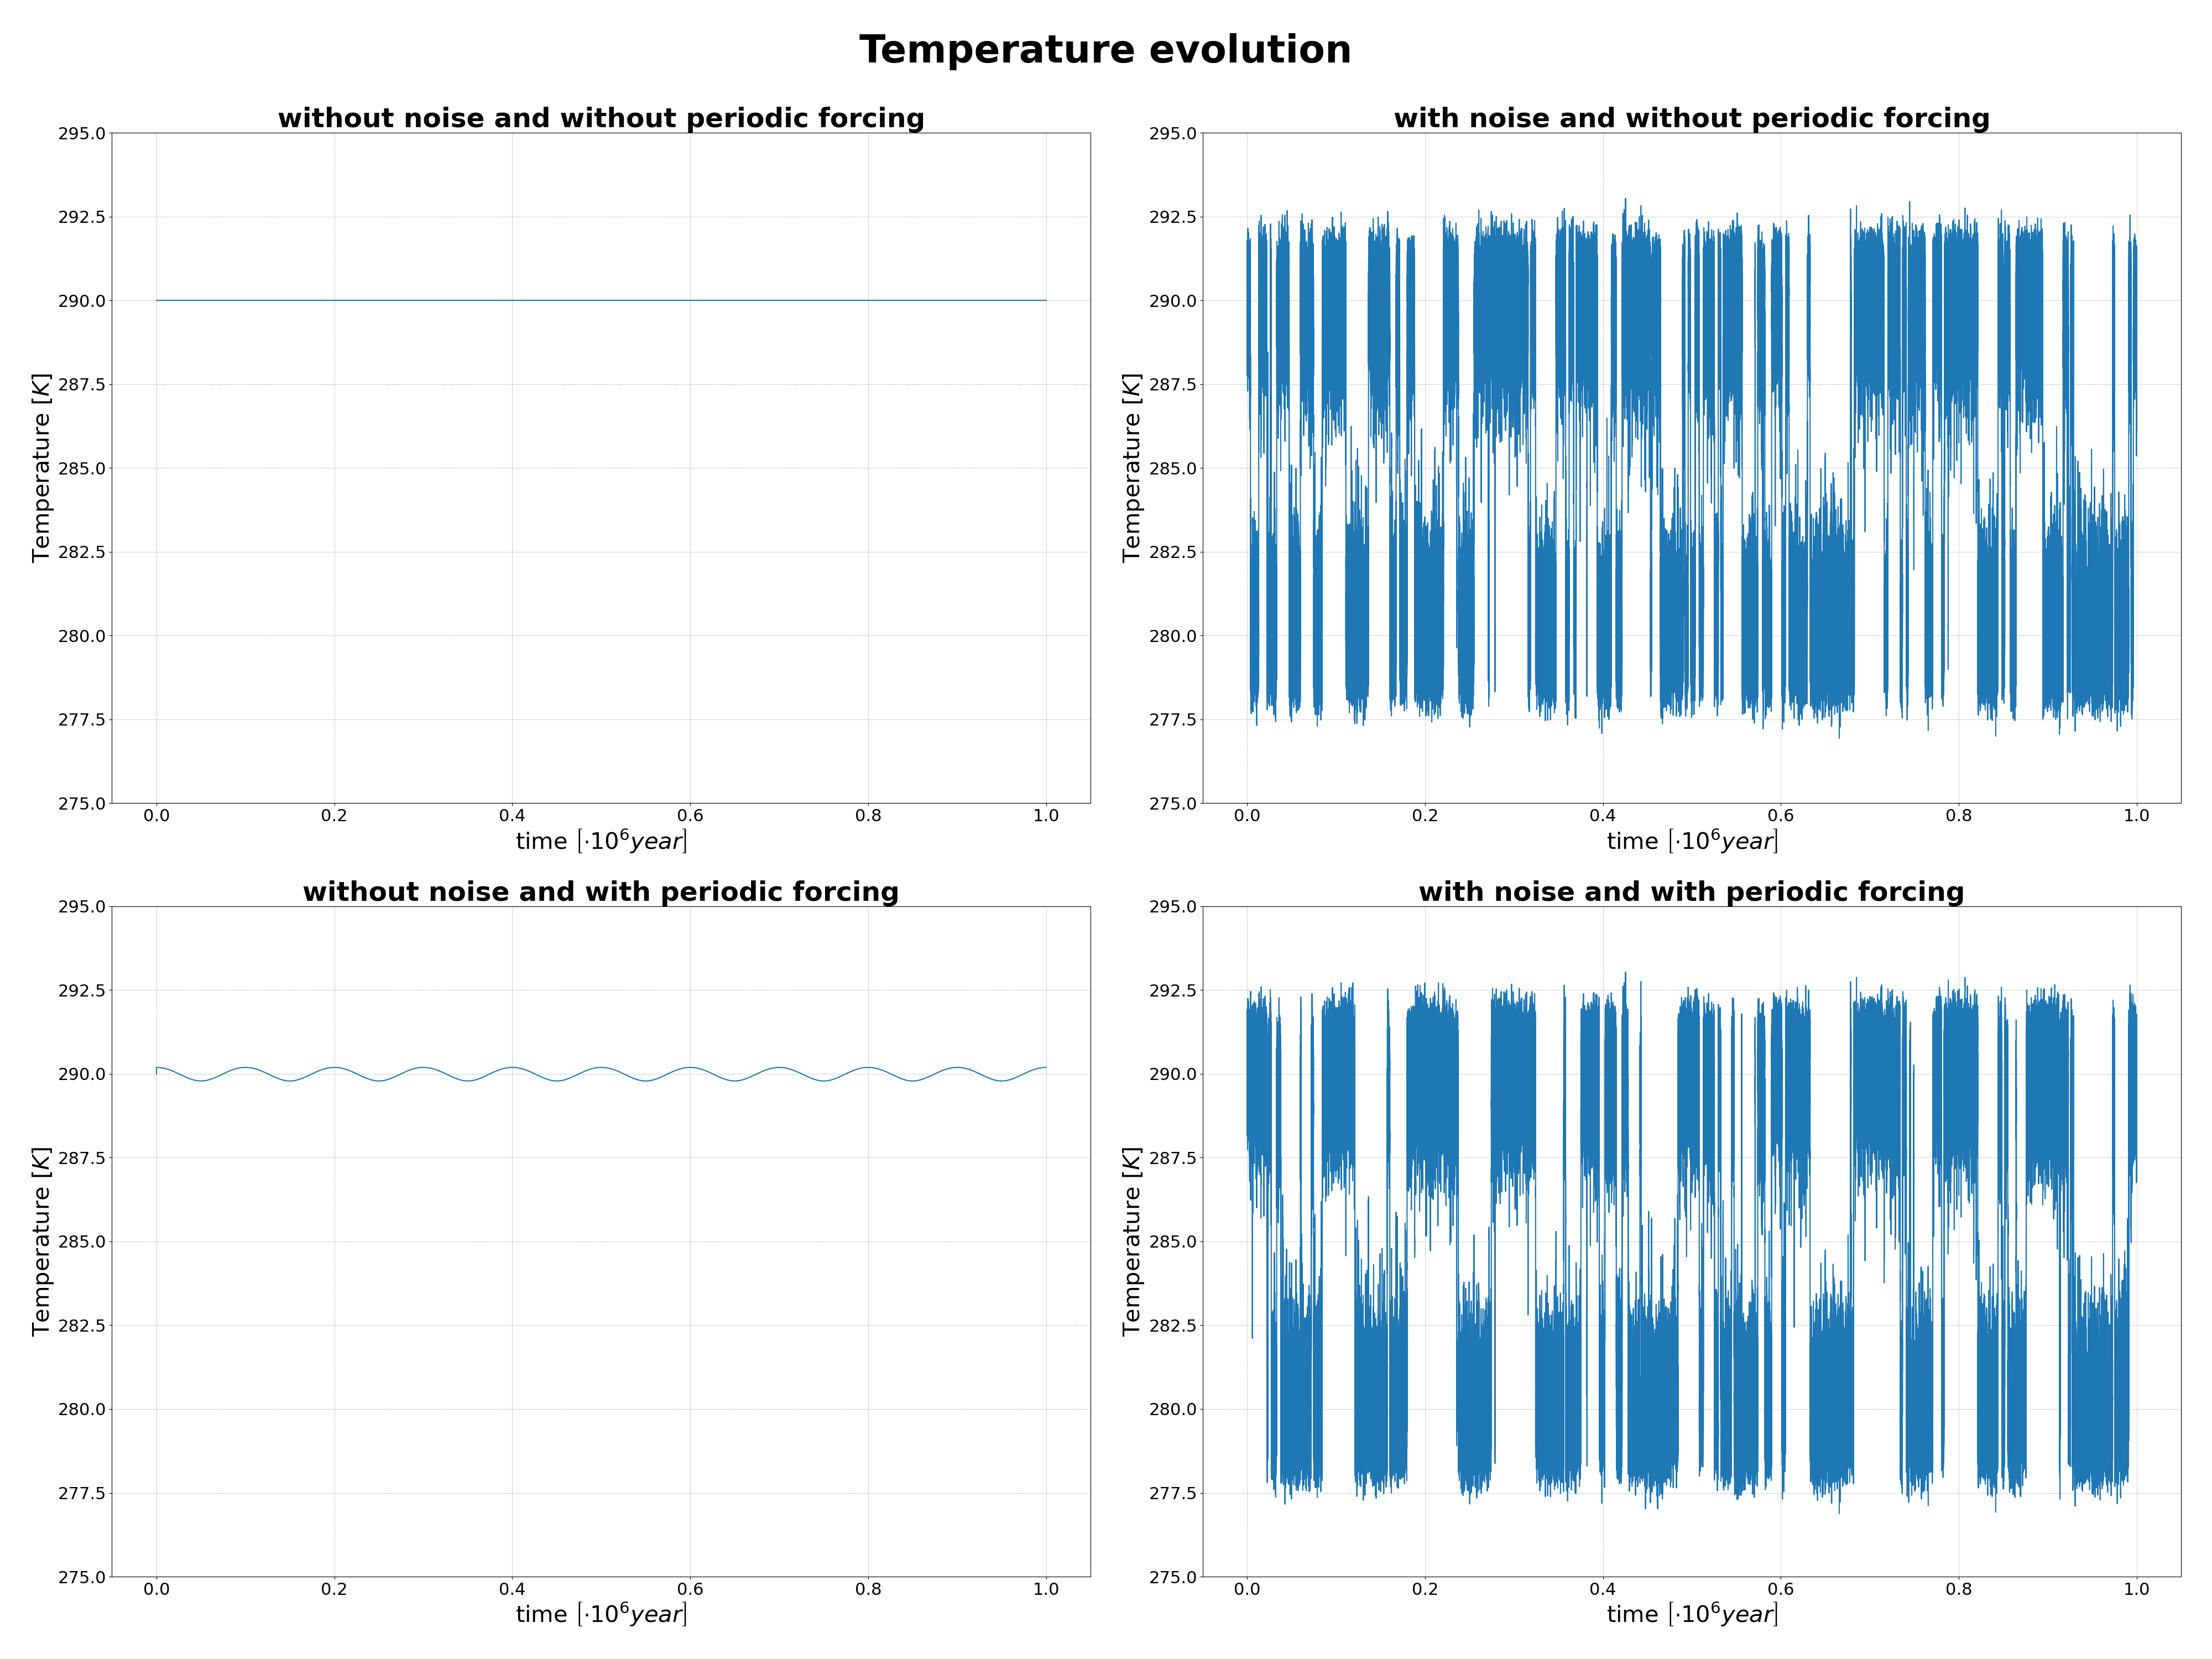 Temperature evolution
without noise and without periodic forcing
295.0
292.5
290.0
287.5
285.0
282.5
280.0
277.5
275.0
Temperature [K]
0.0 0.2 0.4 0.6 0.8 1.0
time [·10⁶year]
with noise and without periodic forcing
295.0
292.5
290.0
287.5
285.0
282.5
280.0
277.5
275.0
Temperature [K]
0.0 0.2 0.4 0.6 0.8 1.0
time [·10⁶year]
without noise and with periodic forcing
295.0
292.5
290.0
287.5
285.0
282.5
280.0
277.5
275.0
Temperature [K]
0.0 0.2 0.4 0.6 0.8 1.0
time [·10⁶year]
with noise and with periodic forcing
295.0
292.5
290.0
287.5
285.0
282.5
280.0
277.5
275.0
Temperature [K]
0.0 0.2 0.4 0.6 0.8 1.0
time [·10⁶year]